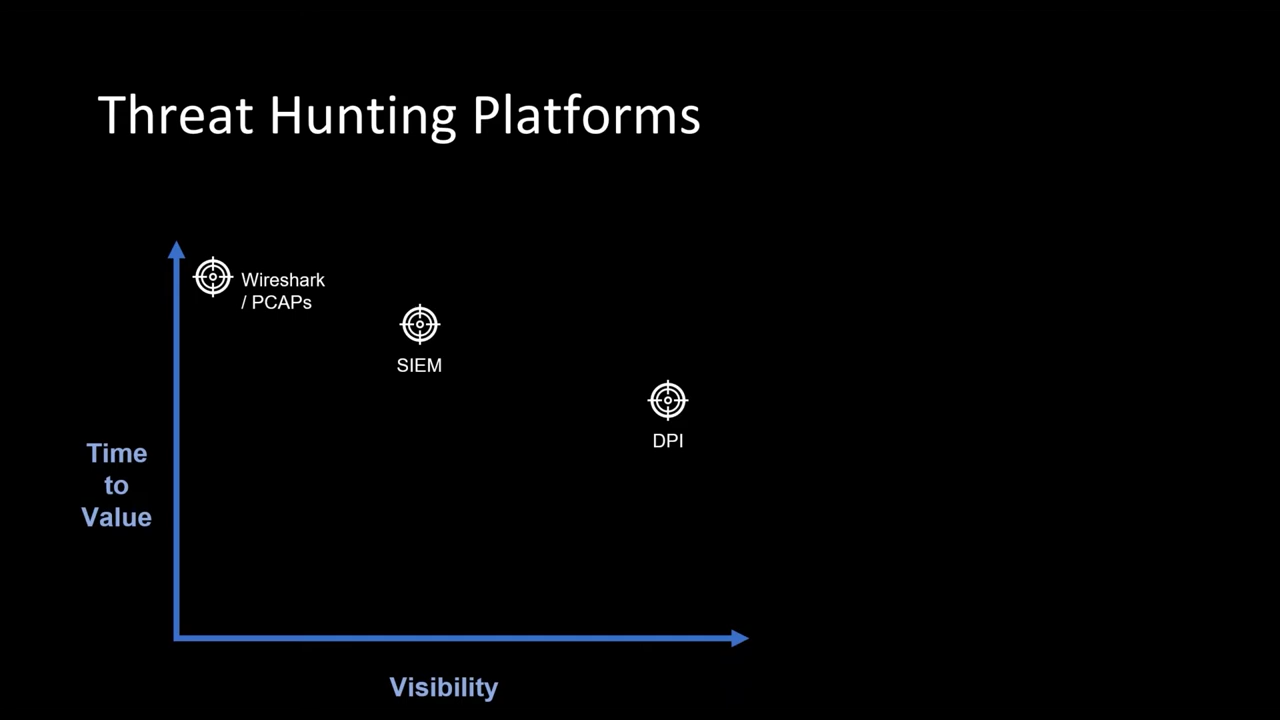 Threat Hunting Platforms
Wireshark
/ PCAPs
SIEM
DPI
Time
to
Value
Visibility